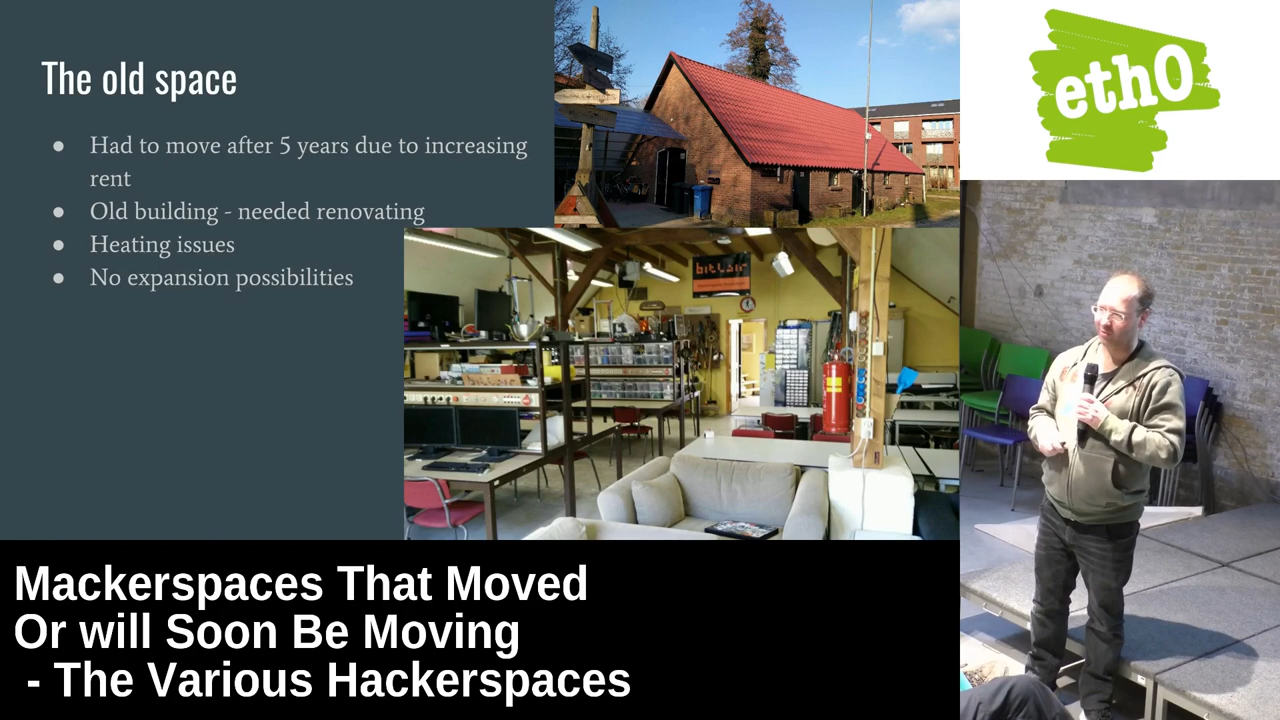 The old space
● Had to move after 5 years due to increasing
rent
● Old building - needed renovating
● Heating issues
● No expansion possibilities
eth0
bitlair
Mackerspaces That Moved
Or will Soon Be Moving
- The Various Hackerspaces